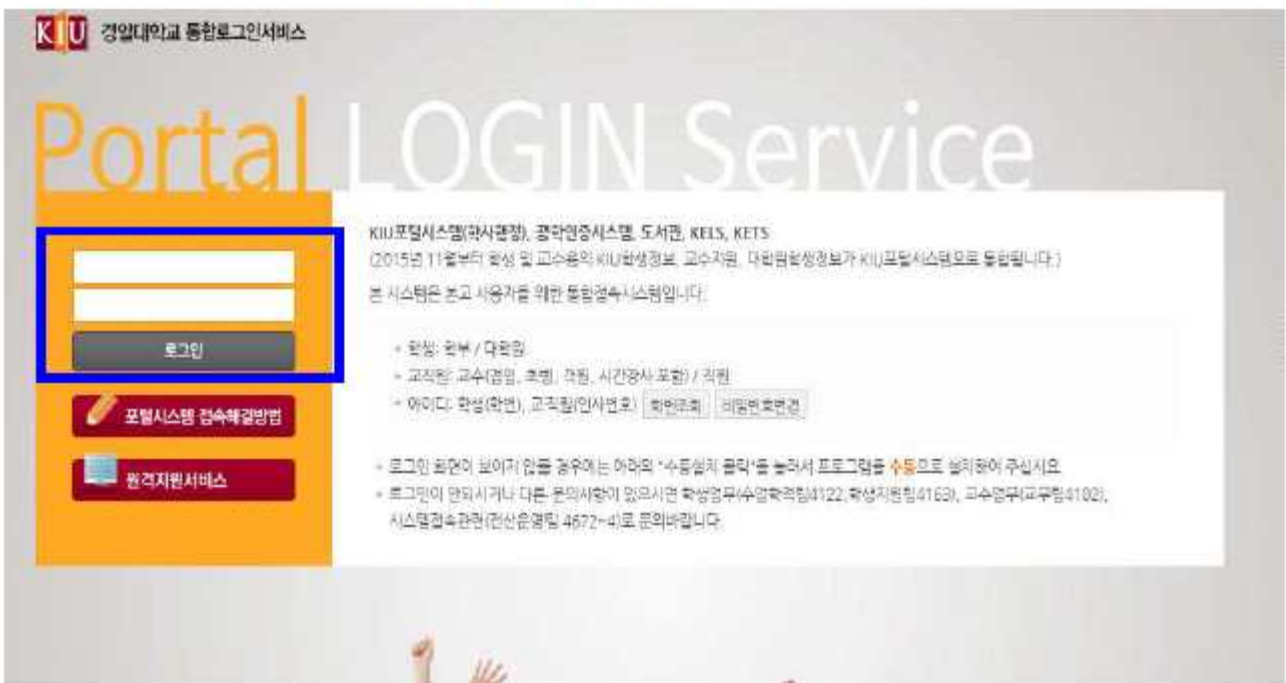 KIU 경일대학교 통합로그인서비스
Portal LOGIN Service
로그인
포털시스템 접속해결방법
원격지원서비스
KIU포털시스템(학사행정), 공학인증시스템, 도서관, KELS, KETS
(2015년 11월부터 학생 및 교수용의 KIU학생정보, 교수지원, 대학원학생정보가 KIU포털시스템으로 통합됩니다.)
본 시스템은 본교 사용자를 위한 통합접속시스템입니다.
학생: 학부 / 대학원
교직원: 교수(겸임, 초빙, 객원, 시간강사 포함) / 직원
아이디: 학생(학번), 교직원(인사번호) 학번조회 비밀번호변경
로그인 화면이 보이지 않을 경우에는 아래의 "수동설치 클릭"을 눌러서 프로그램을 수동으로 설치하여 주십시요
로그인이 안되시거나 다른 문의사항이 있으시면 학생업무(수업학적팀4122, 학생지원팀4163), 교수업무(교무팀4102),
시스템접속관련(전산운영팀 4672~4)로 문의바랍니다.